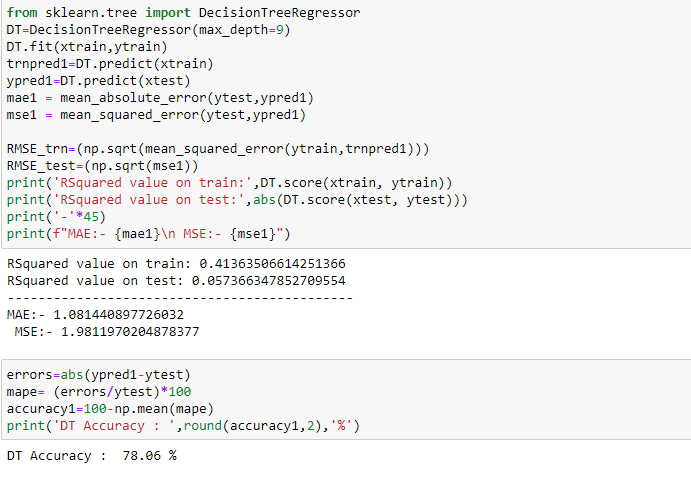 from sklearn.tree import DecisionTreeRegressor
DT=DecisionTreeRegressor(max_depth=9)
DT.fit(xtrain,ytrain)
trnpred1=DT.predict(xtrain)
ypred1=DT.predict(xtest)
mae1 = mean_absolute_error(ytest,ypred1)
mse1 = mean_squared_error(ytest,ypred1)

RMSE_trn=(np.sqrt(mean_squared_error(ytrain,trnpred1)))
RMSE_test=(np.sqrt(mse1))
print('RSquared value on train:',DT.score(xtrain, ytrain))
print('RSquared value on test:',abs(DT.score(xtest, ytest)))
print('-'*45)
print(f"MAE:- {mae1}\n MSE:- {mse1}")
RSquared value on train: 0.41363506614251366
RSquared value on test: 0.057366347852709554
---------------------------------------------
MAE:- 1.081440897726032
 MSE:- 1.9811970204878377
errors=abs(ypred1-ytest)
mape= (errors/ytest)*100
accuracy1=100-np.mean(mape)
print('DT Accuracy : ',round(accuracy1,2),'%')
DT Accuracy :  78.06 %